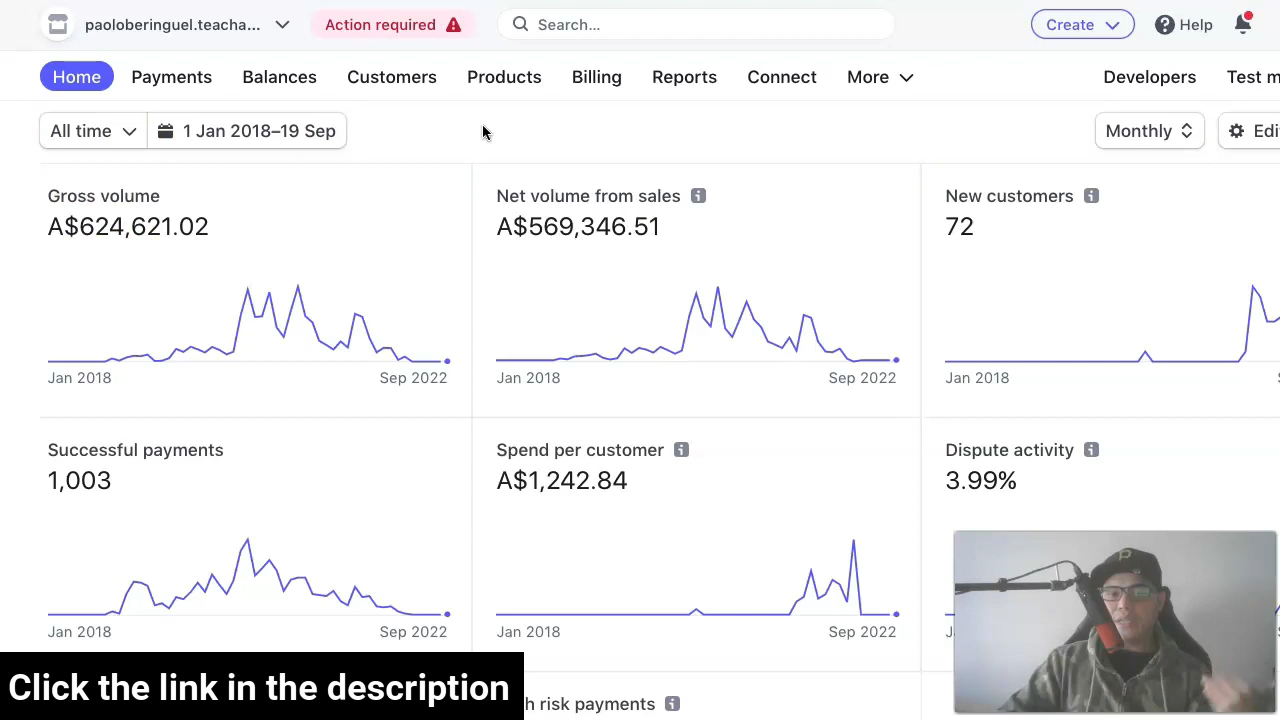 paoloberinguel.teacha...
Action required
Search...
Create
Help
Home
Payments
Balances
Customers
Products
Billing
Reports
Connect
More
Developers
Test m
All time
1 Jan 2018–19 Sep
Monthly
Edi
Gross volume
A$624,621.02
Jan 2018
Sep 2022
Net volume from sales
A$569,346.51
Jan 2018
Sep 2022
New customers
72
Jan 2018
Successful payments
1,003
Jan 2018
Sep 2022
Spend per customer
A$1,242.84
Jan 2018
Sep 2022
Dispute activity
3.99%
h risk payments
Click the link in the description